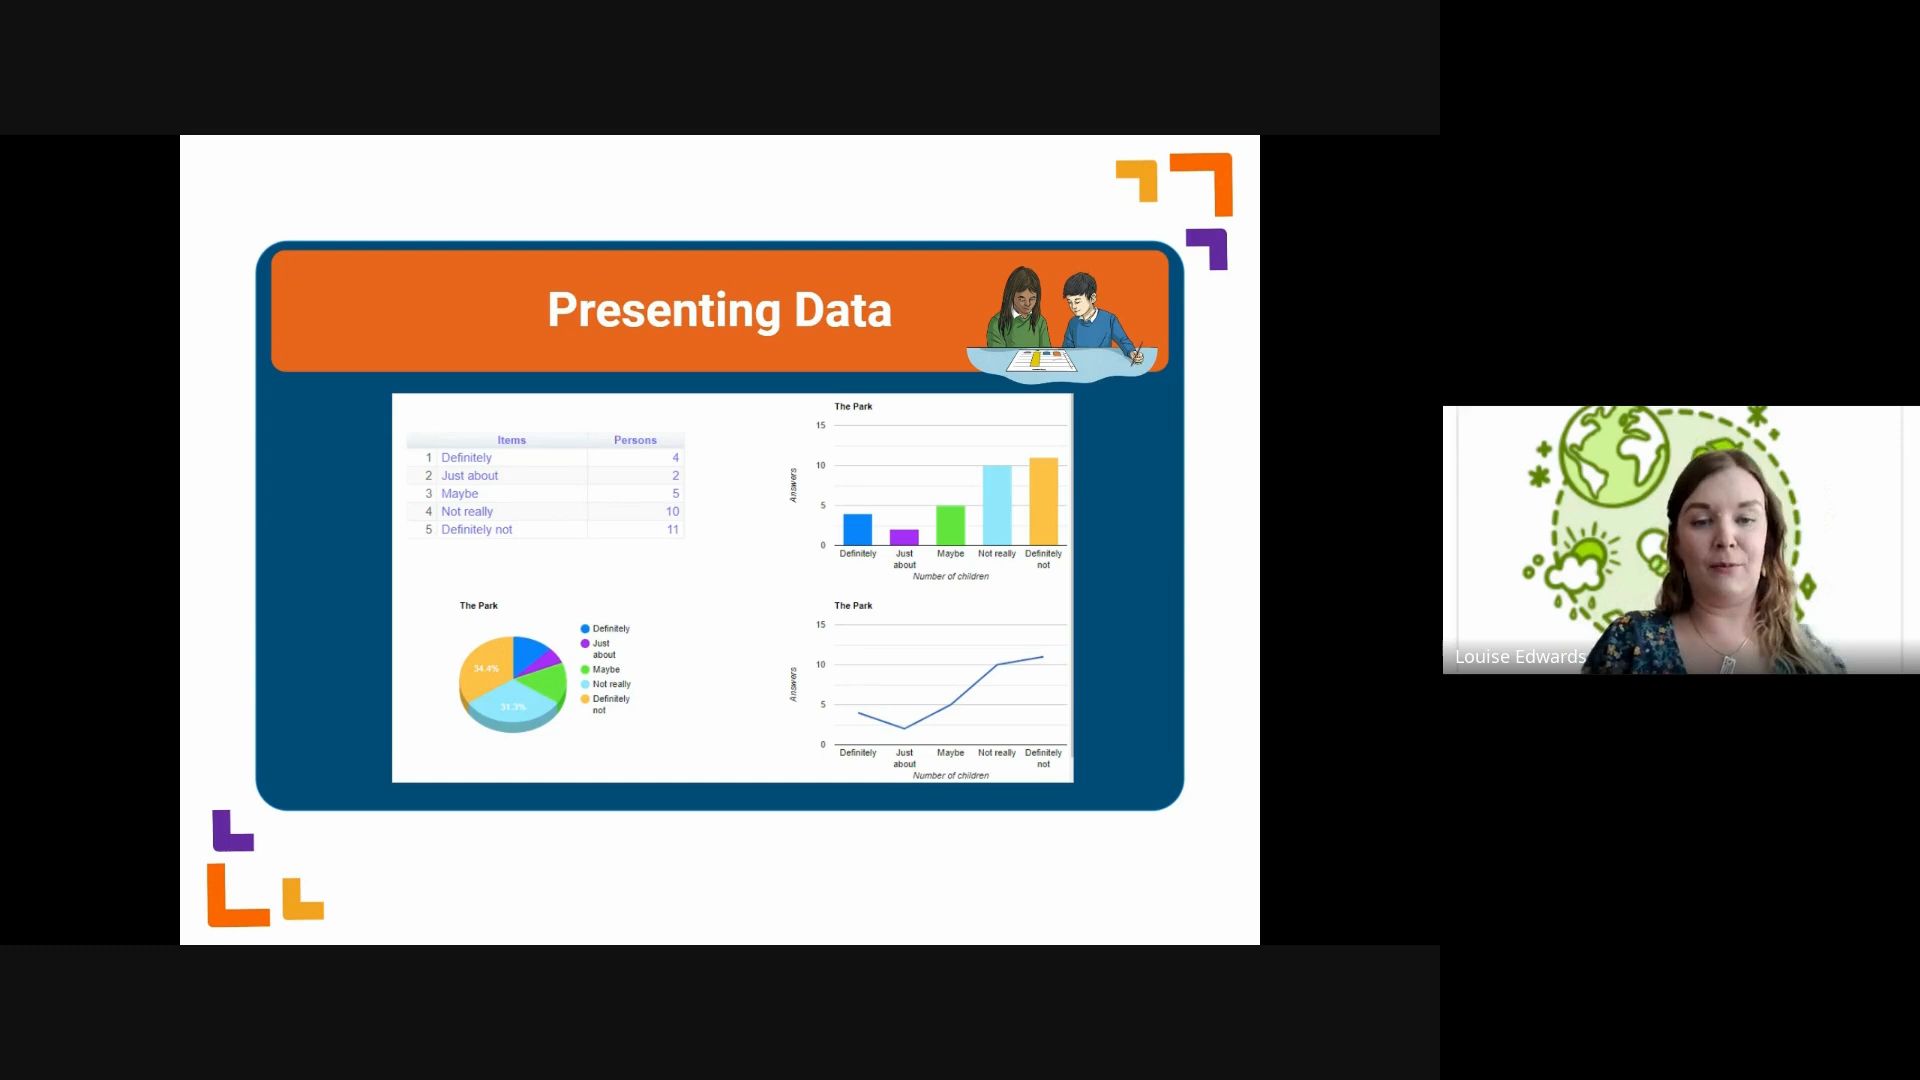 Presenting Data
Items Persons
1 Definitely 4
2 Just about 2
3 Maybe 5
4 Not really 10
5 Definitely not 11
The Park
15
10
5
0
Answers
Definitely Just about Maybe Not really Definitely not
Number of children
The Park
34.4%
31.3%
Definitely
Just
about
Maybe
Not really
Definitely
not
The Park
15
10
5
0
Answers
Definitely Just about Maybe Not really Definitely not
Number of children
Louise Edwards